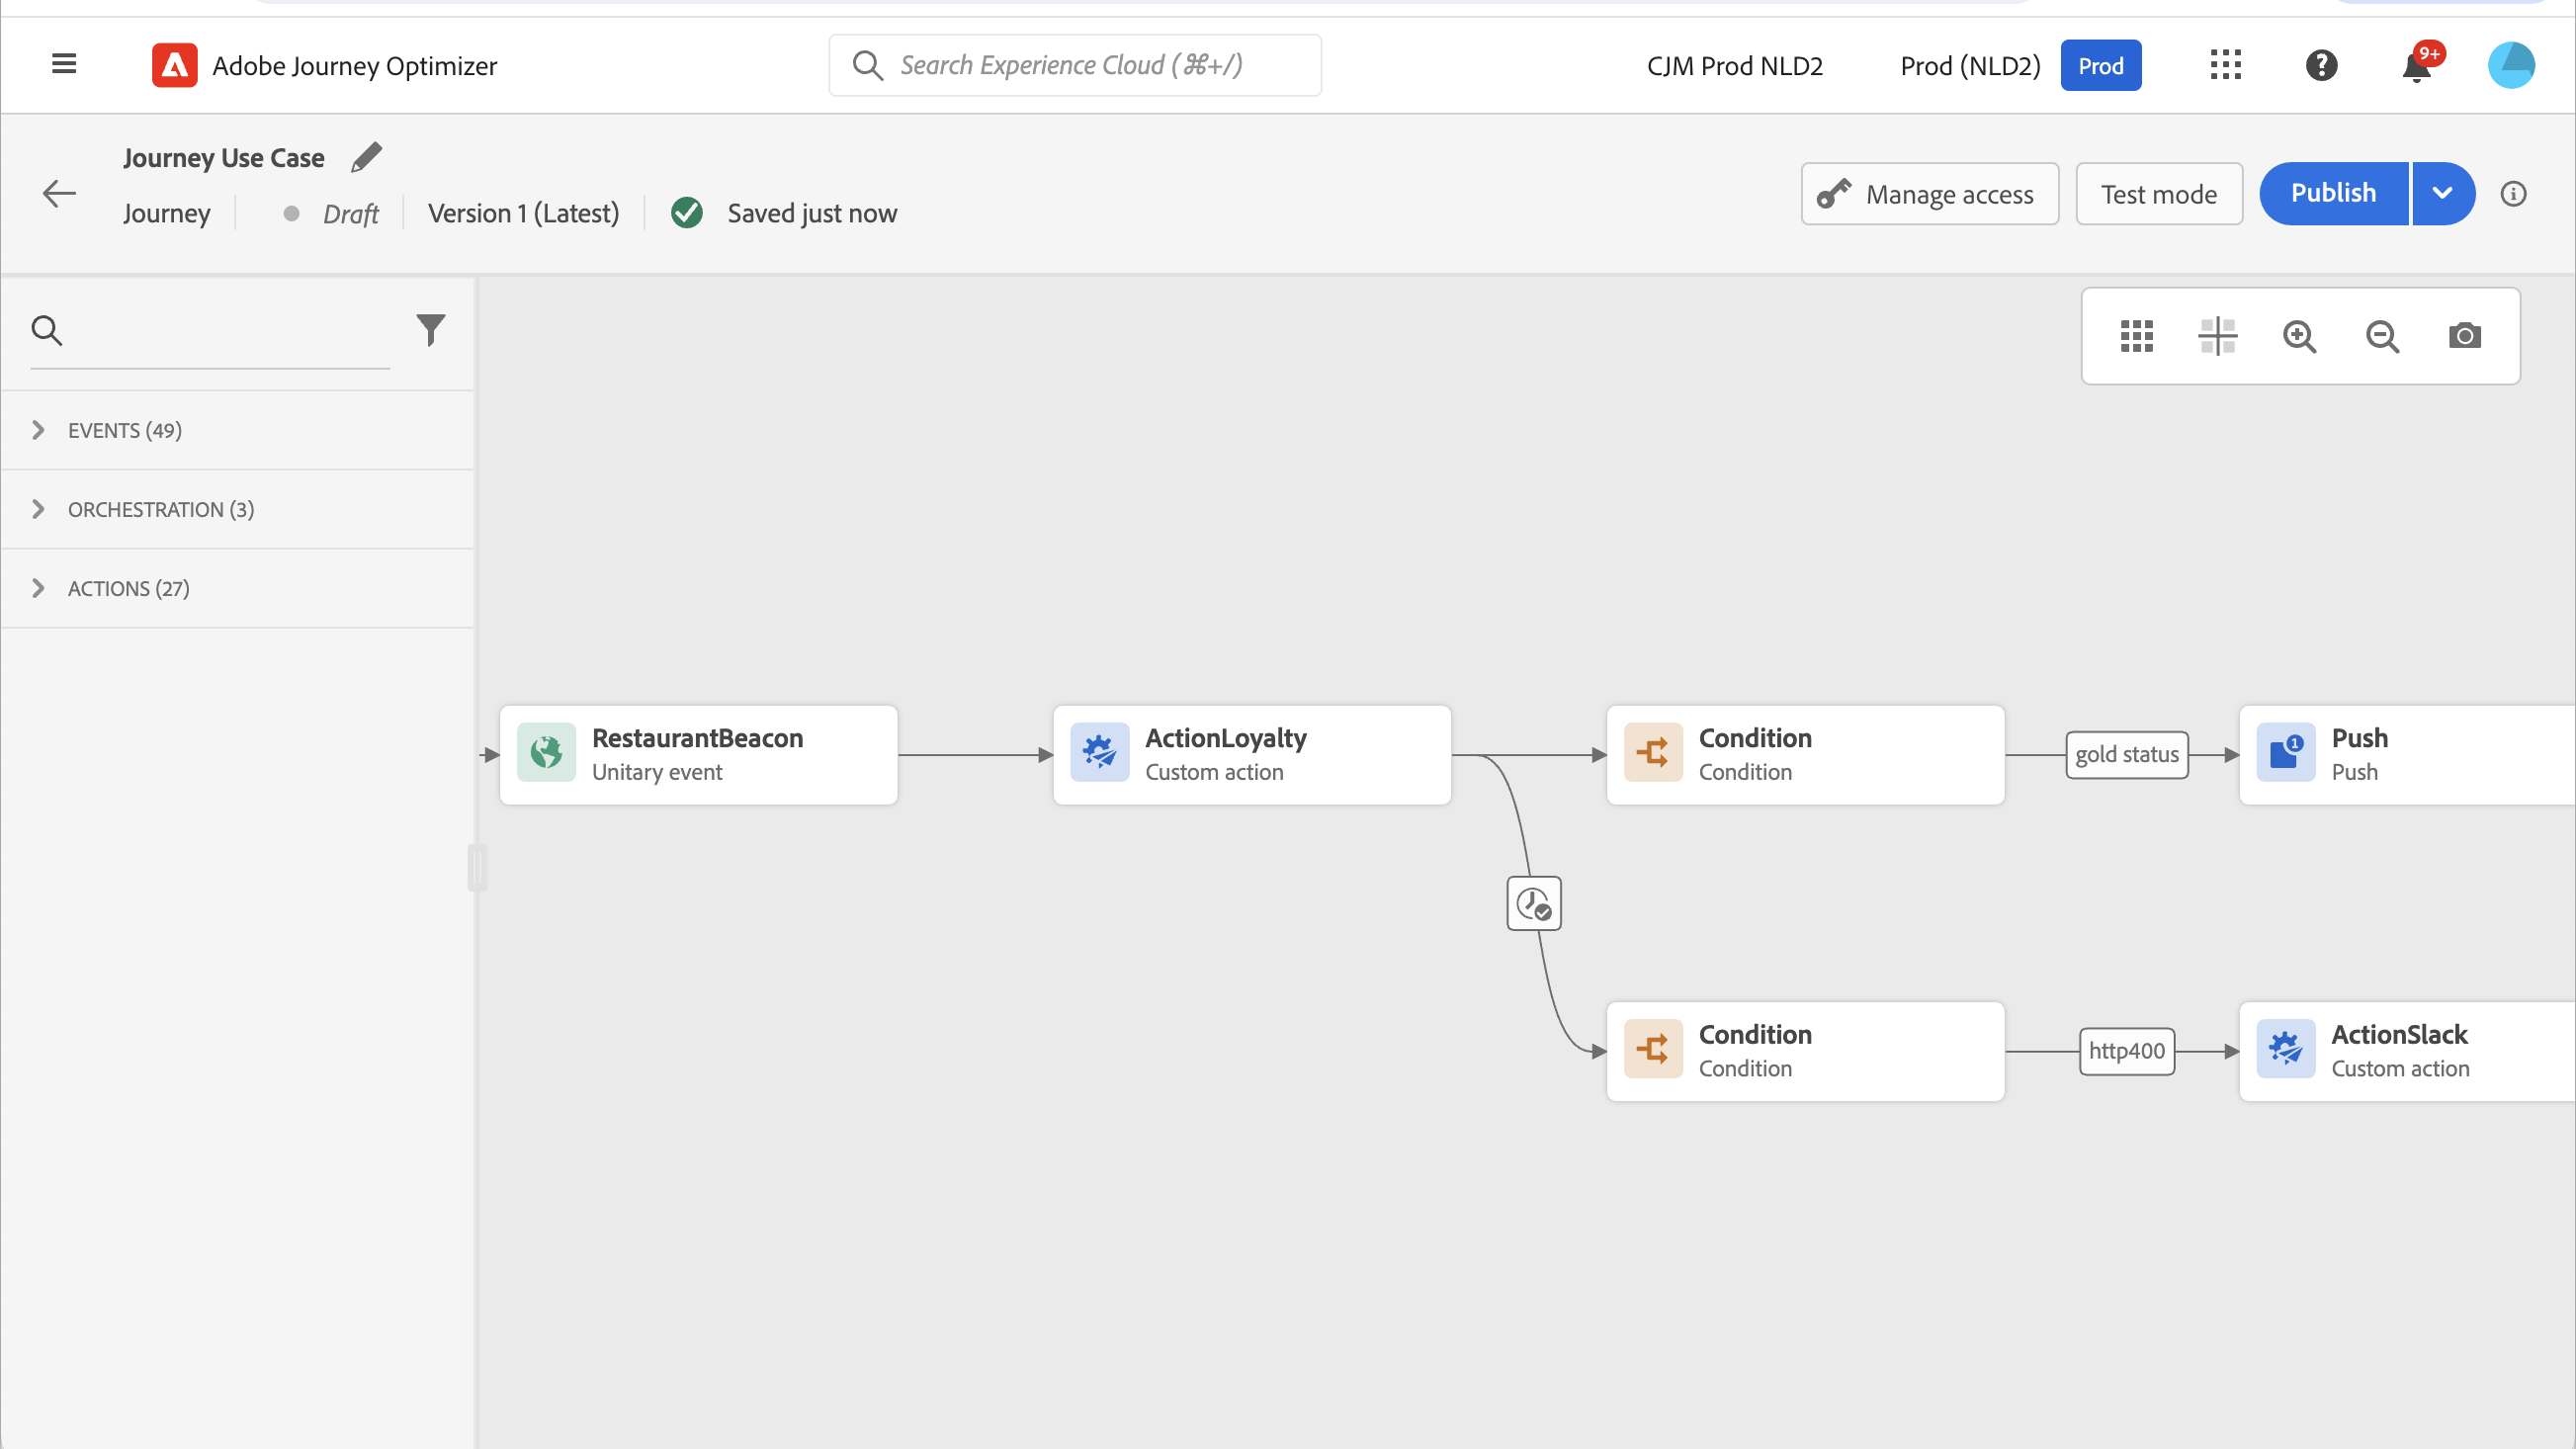 Adobe Journey Optimizer
Search Experience Cloud (⌘+/)
CJM Prod NLD2
Prod (NLD2)
Prod
9+
Journey Use Case
Journey
Draft
Version 1 (Latest)
Saved just now
Manage access
Test mode
Publish
EVENTS (49)
ORCHESTRATION (3)
ACTIONS (27)
RestaurantBeacon
Unitary event
ActionLoyalty
Custom action
Condition
Condition
gold status
1
Push
Push
Condition
Condition
http400
ActionSlack
Custom action